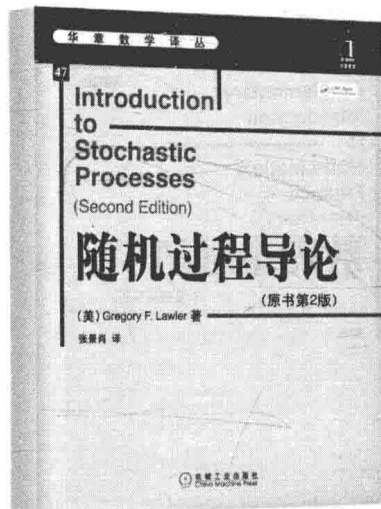 华章数学译丛
47
Introduction
to
Stochastic
Processes
(Second Edition)
随机过程导论
(原书第2版)
(美) Gregory F. Lawler 著
张景肖 译
机械工业出版社
China Machine Press